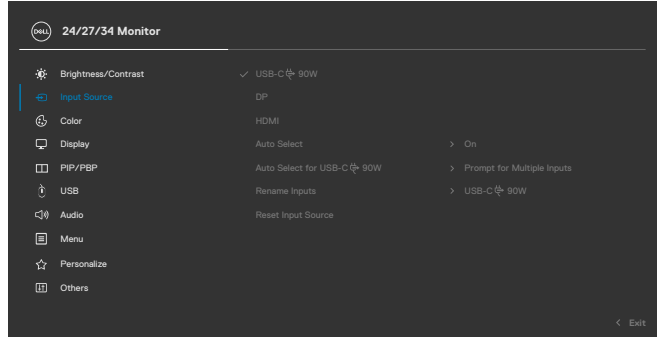 DELL 24/27/34 Monitor
Brightness/Contrast USB-C 90W
Input Source DP
Color HDMI
Display Auto Select On
PIP/PBP Auto Select for USB-C 90W Prompt for Multiple Inputs
USB Rename Inputs USB-C 90W
Audio Reset Input Source
Menu
Personalize
Others
Exit